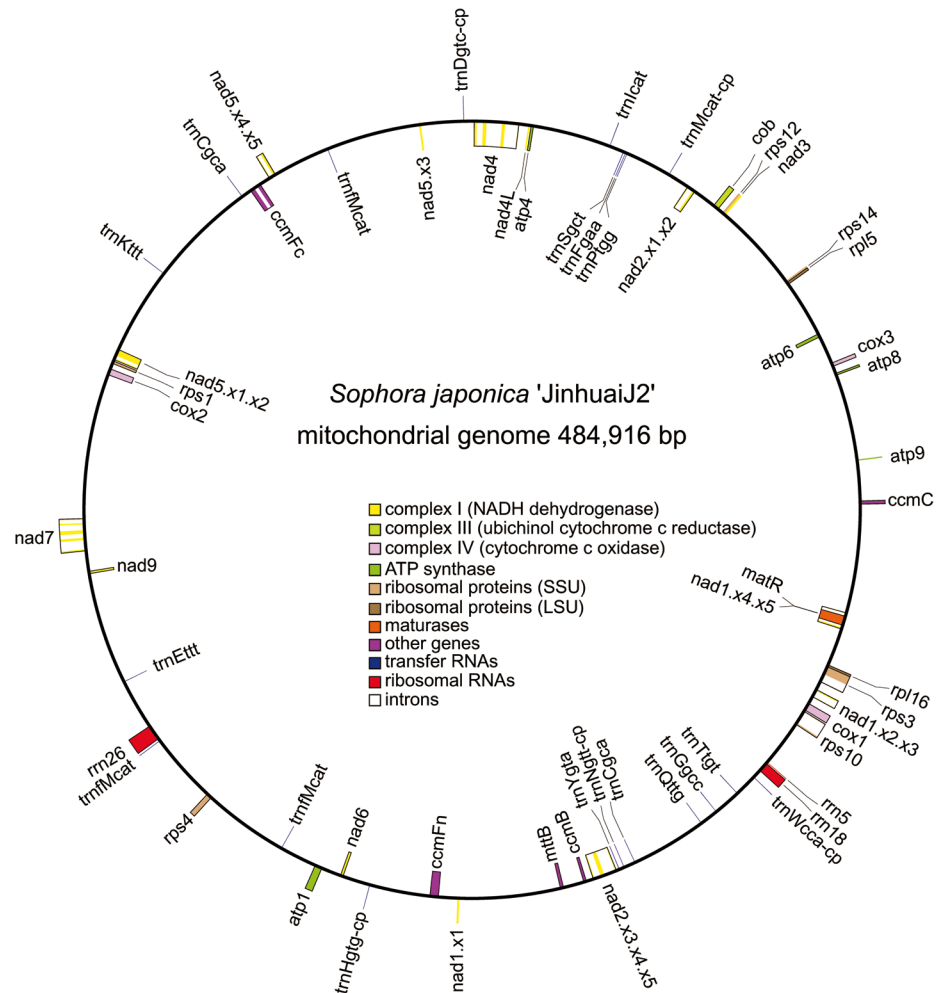 trnDgtc-cp
trnIcat
trnMcat-cp
cob
rps12
nad3
rps14
rpl5
cox3
atp8
atp9
ccmC
rpl16
rps3
nad1.x2.x3
cox1
rps10
rrn5
rrn18
trnWcca-cp
nad2.x3.x4.x5
nad1.x1
trnHgtg-cp
atp1
rps4
trnfMcat
rrn26
nad7
trnKttt
trnCgca
nad5.x4.x5
ccmFc
trnfMcat
nad5.x3
nad4
nad4L
atp4
trnSgct
trnFgaa
trnPtgg
nad2.x1.x2
atp6
matR
nad1.x4.x5
trnTtgt
trnGgcc
trnQttg
trnCgca
trnNgtt-cp
trnYgta
ccmB
mttB
ccmFn
nad6
trnfMcat
trnEttt
nad9
nad5.x1.x2
rps1
cox2
Sophora japonica 'JinhuaiJ2'
mitochondrial genome 484,916 bp
complex I (NADH dehydrogenase)
complex III (ubichinol cytochrome c reductase)
complex IV (cytochrome c oxidase)
ATP synthase
ribosomal proteins (SSU)
ribosomal proteins (LSU)
maturases
other genes
transfer RNAs
ribosomal RNAs
introns